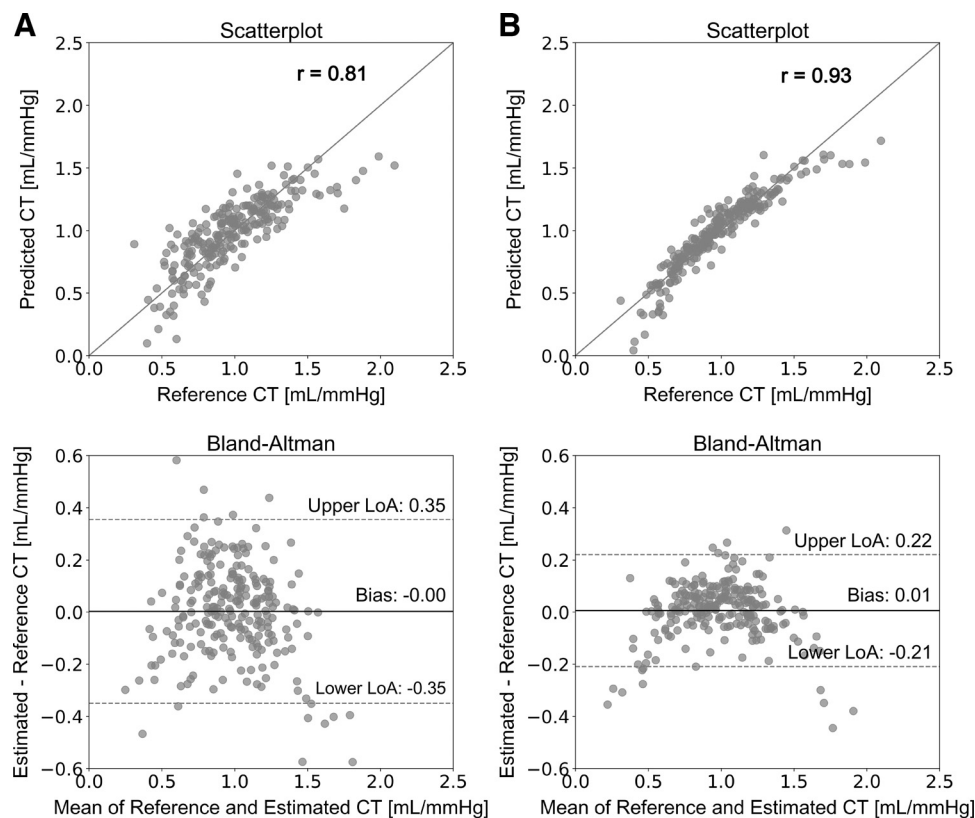 A
Scatterplot
r = 0.81
Predicted CT [mL/mmHg]
2.5
2.0
1.5
1.0
0.5
0.0
0.0 0.5 1.0 1.5 2.0 2.5
Reference CT [mL/mmHg]
B
Scatterplot
r = 0.93
Predicted CT [mL/mmHg]
2.5
2.0
1.5
1.0
0.5
0.0
0.0 0.5 1.0 1.5 2.0 2.5
Reference CT [mL/mmHg]
Bland-Altman
Estimated - Reference CT [mL/mmHg]
0.6
0.4
0.2
0.0
−0.2
−0.4
−0.6
Upper LoA: 0.35
Bias: -0.00
Lower LoA: -0.35
0.0 0.5 1.0 1.5 2.0 2.5
Mean of Reference and Estimated CT [mL/mmHg]
Bland-Altman
Estimated - Reference CT [mL/mmHg]
0.6
0.4
0.2
0.0
−0.2
−0.4
−0.6
Upper LoA: 0.22
Bias: 0.01
Lower LoA: -0.21
0.0 0.5 1.0 1.5 2.0 2.5
Mean of Reference and Estimated CT [mL/mmHg]